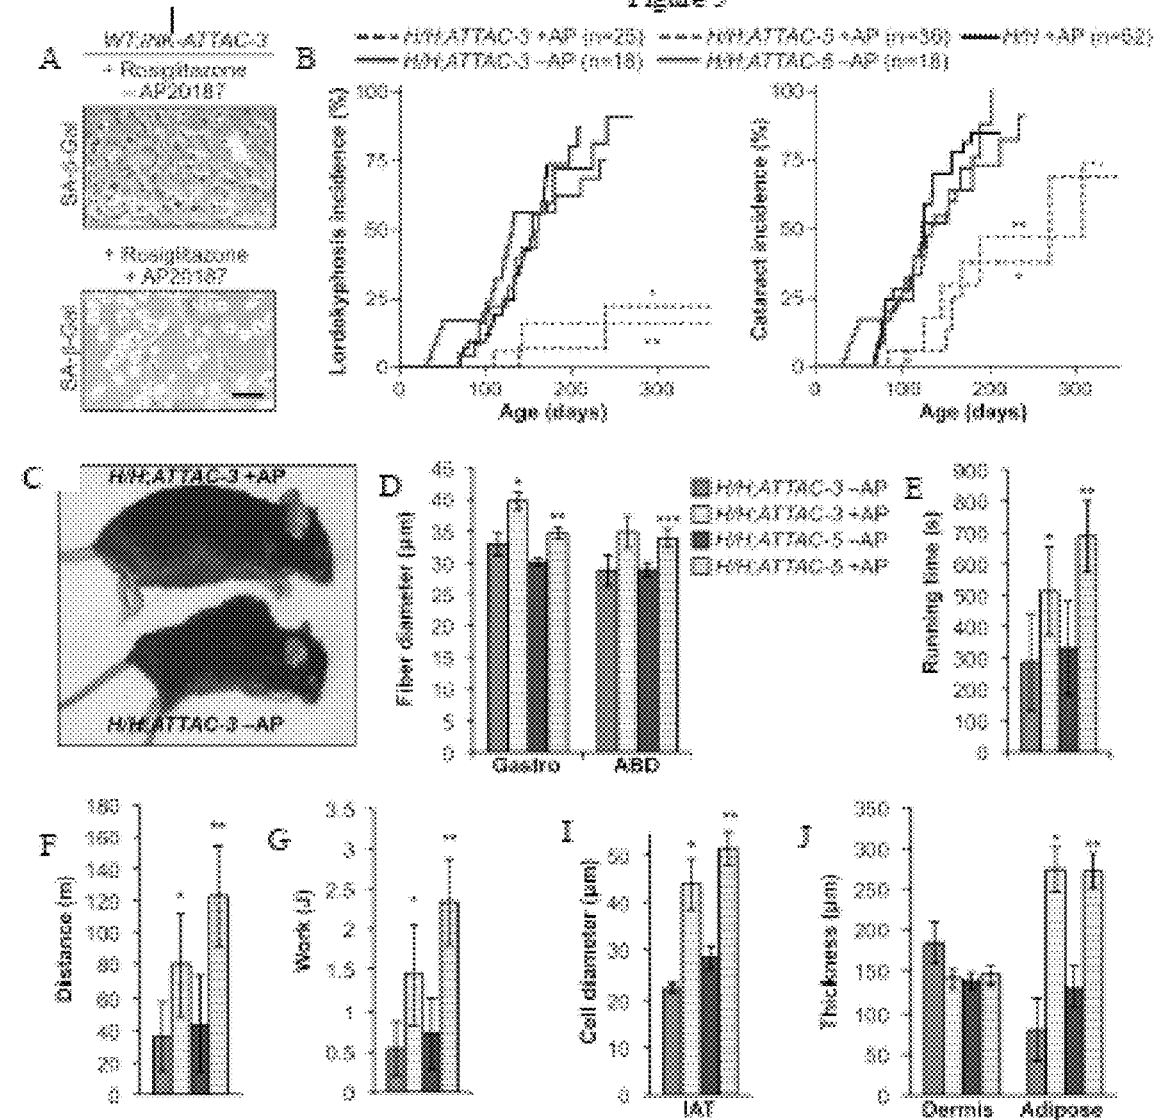 Figure 3
A
WT;INK-ATTAC-3
+ Rosiglitazone
– AP20187
SA-β-Gal
+ Rosiglitazone
+ AP20187
SA-β-Gal
B
H/H;ATTAC-3 +AP (n=25)
H/H;ATTAC-5 +AP (n=36)
H/H +AP (n=62)
H/H;ATTAC-3 –AP (n=18)
H/H;ATTAC-5 –AP (n=18)
Lordokyphosis incidence (%)
100
75
50
25
0
*
**
0 100 200 300
Age (days)
Cataract incidence (%)
100
75
50
25
0
**
*
0 100 200 300
Age (days)
C
H/H;ATTAC-3 +AP
H/H;ATTAC-3 –AP
D
Fiber diameter (µm)
45
40
35
30
25
20
15
10
5
0
* ** ***
Gastro ABD
H/H;ATTAC-3 –AP
H/H;ATTAC-3 +AP
H/H;ATTAC-5 –AP
H/H;ATTAC-5 +AP
E
Running time (s)
900
800
700
600
500
400
300
200
100
0
* **
F
Distance (m)
180
160
140
120
100
80
60
40
20
0
* **
G
Work (J)
3.5
3
2.5
2
1.5
1
0.5
0
* **
I
Cell diameter (µm)
50
40
30
20
10
0
* **
IAT
J
Thickness (µm)
350
300
250
200
150
100
50
0
* **
Dermis Adipose